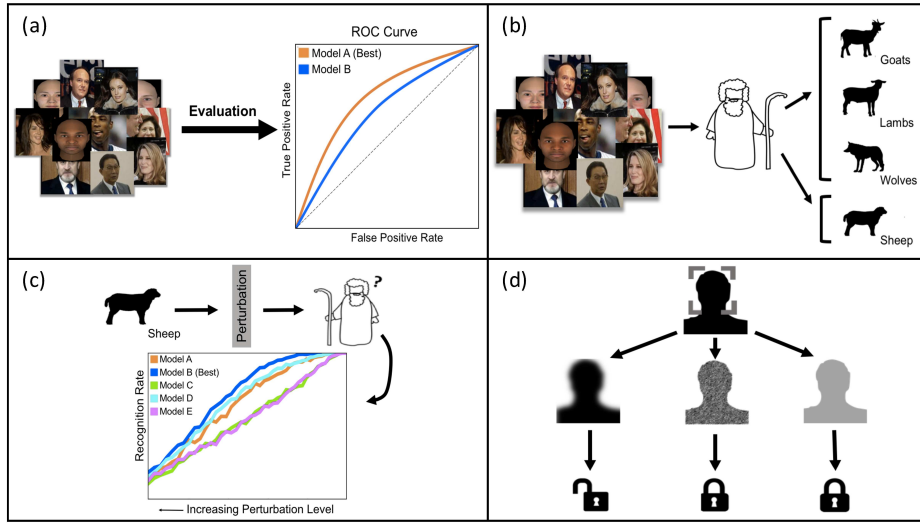 (a)
Evaluation
ROC Curve
Model A (Best)
Model B
True Positive Rate
False Positive Rate
(b)
Goats
Lambs
Wolves
Sheep
(c)
Sheep
Perturbation
?
Model A
Model B (Best)
Model C
Model D
Model E
Recognition Rate
Increasing Perturbation Level
(d)